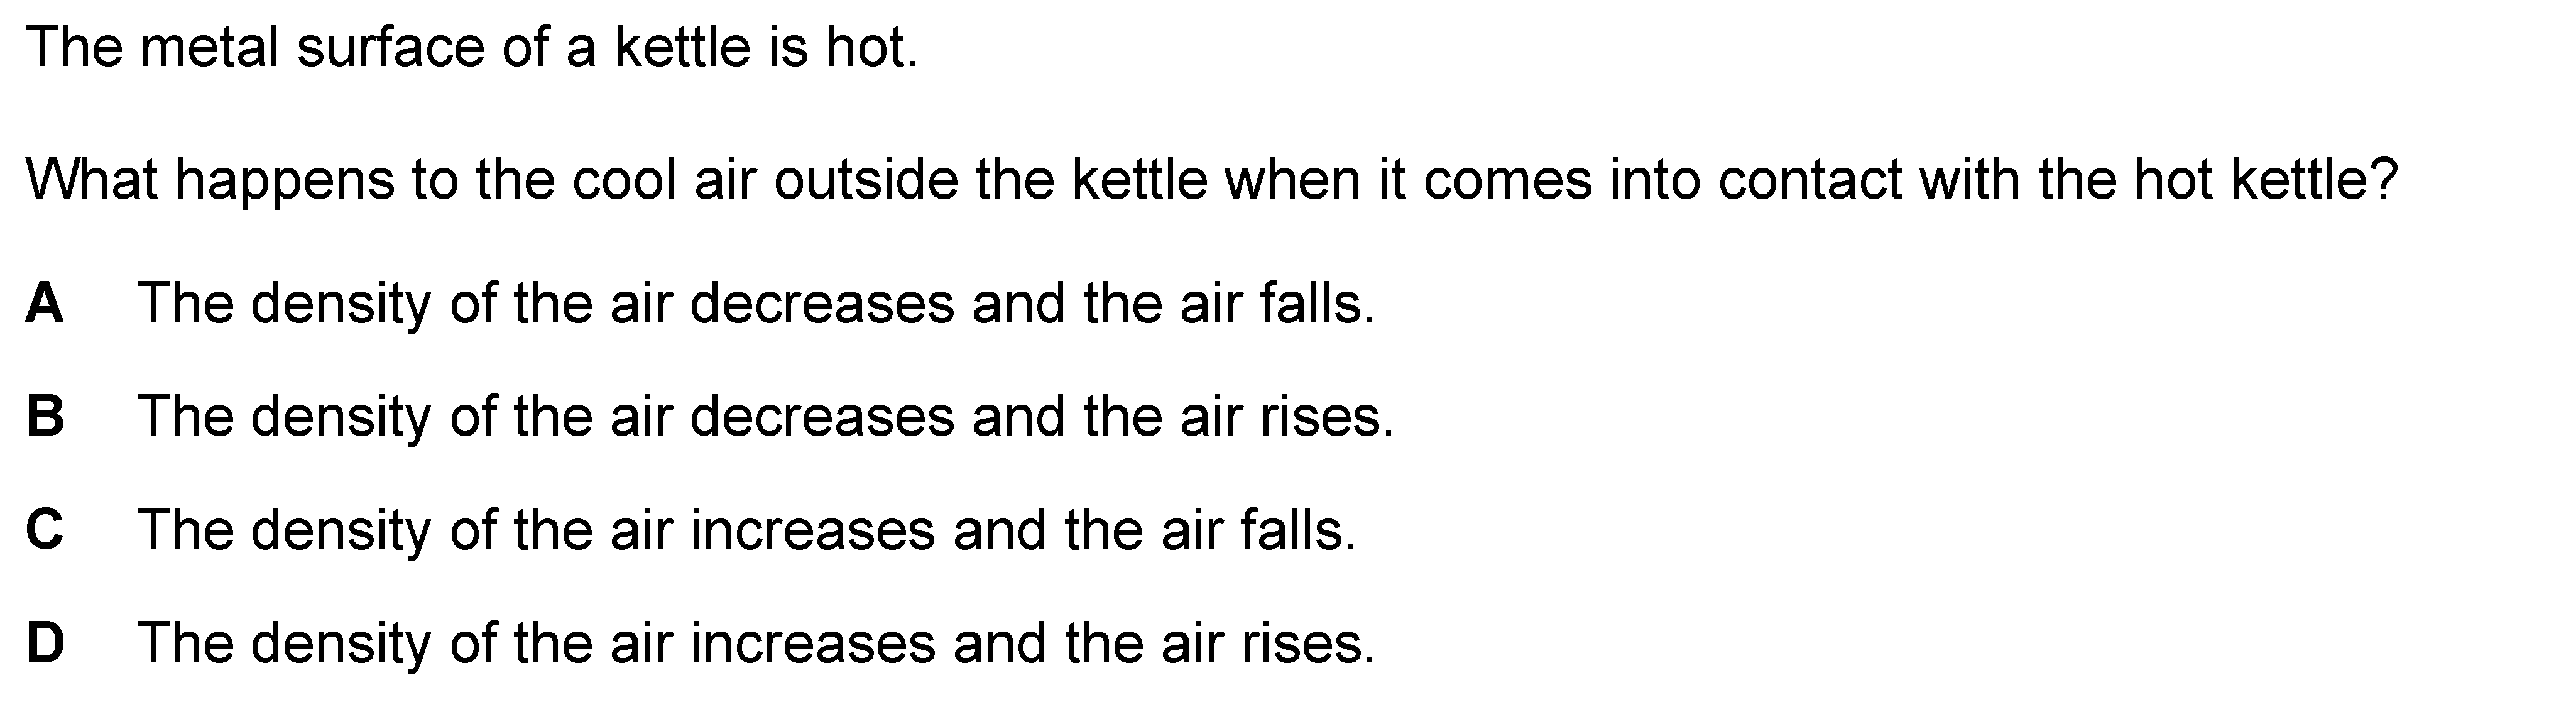 The metal surface of a kettle is hot.
What happens to the cool air outside the kettle when it comes into contact with the hot kettle?
A The density of the air decreases and the air falls.
B The density of the air decreases and the air rises.
C The density of the air increases and the air falls.
D The density of the air increases and the air rises.